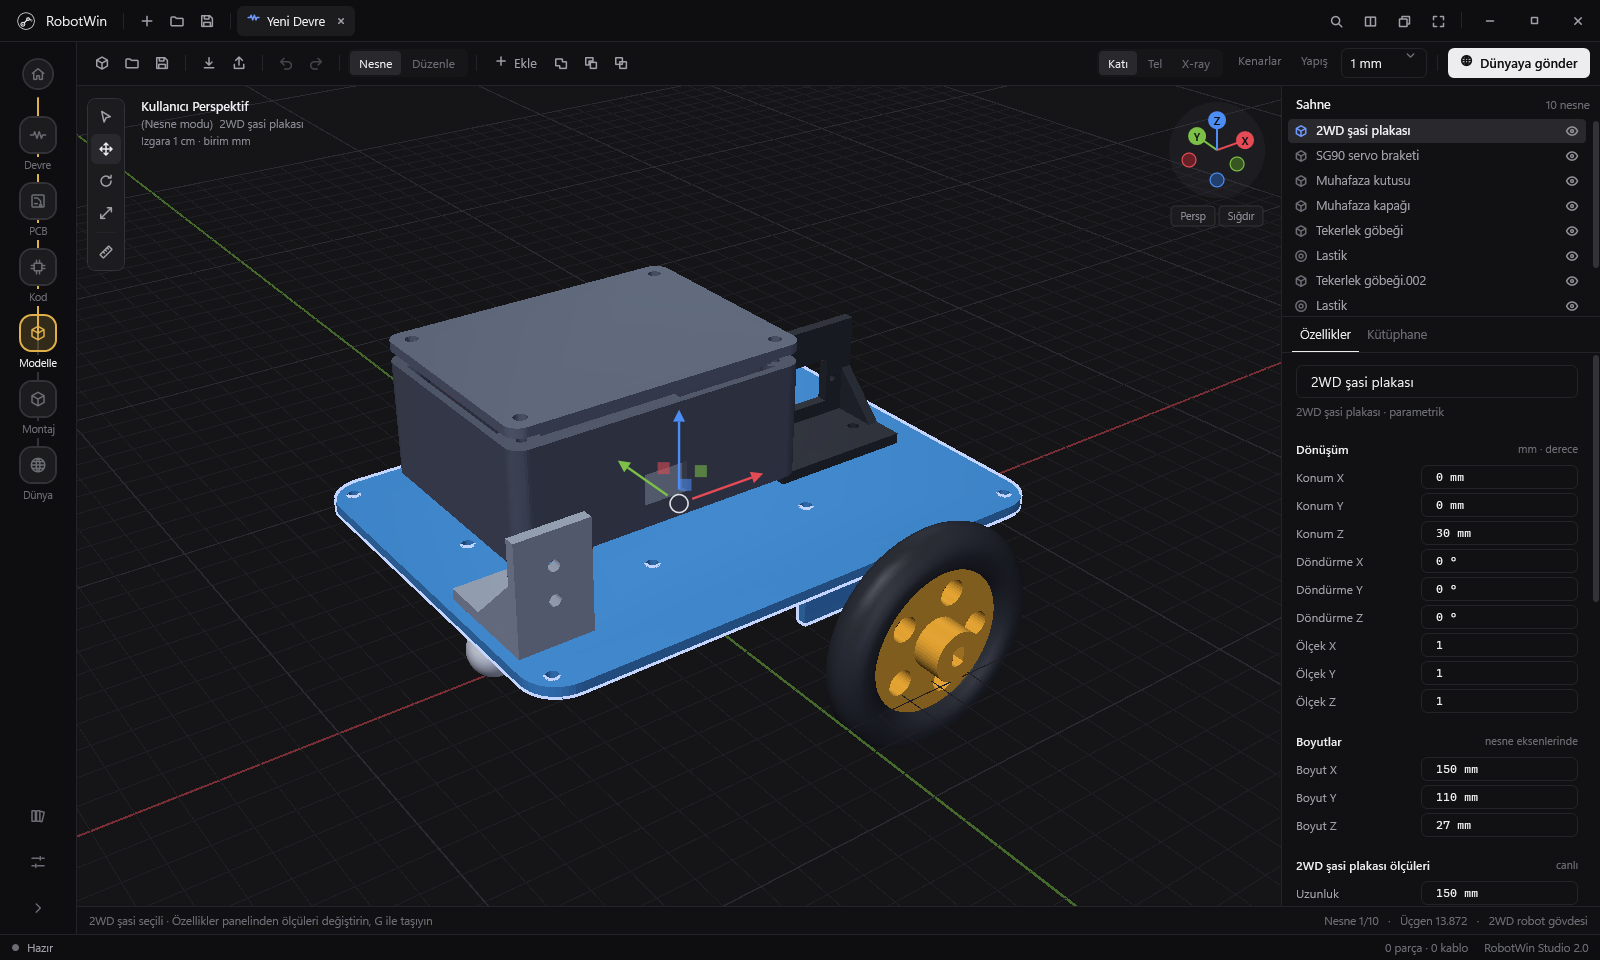 RobotWin
Yeni Devre
Nesne
Düzenle
Ekle
Katı
Tel
X-ray
Kenarlar
Yapış
1 mm
Dünyaya gönder
Devre
PCB
Kod
Modelle
Montaj
Dünya
Kullanıcı Perspektif
(Nesne modu) 2WD şasi plakası
Izgara 1 cm · birim mm
Z
Y
X
Persp
Sığdır
Sahne
10 nesne
2WD şasi plakası
SG90 servo braketi
Muhafaza kutusu
Muhafaza kapağı
Tekerlek göbeği
Lastik
Tekerlek göbeği.002
Lastik
Özellikler
Kütüphane
2WD şasi plakası
2WD şasi plakası · parametrik
Dönüşüm
mm · derece
Konum X
0 mm
Konum Y
0 mm
Konum Z
30 mm
Döndürme X
0 °
Döndürme Y
0 °
Döndürme Z
0 °
Ölçek X
1
Ölçek Y
1
Ölçek Z
1
Boyutlar
nesne eksenlerinde
Boyut X
150 mm
Boyut Y
110 mm
Boyut Z
27 mm
2WD şasi plakası ölçüleri
canlı
Uzunluk
150 mm
2WD şasi seçili · Özellikler panelinden ölçüleri değiştirin, G ile taşıyın
Nesne 1/10 · Üçgen 13.872 · 2WD robot gövdesi
Hazır
0 parça · 0 kablo
RobotWin Studio 2.0